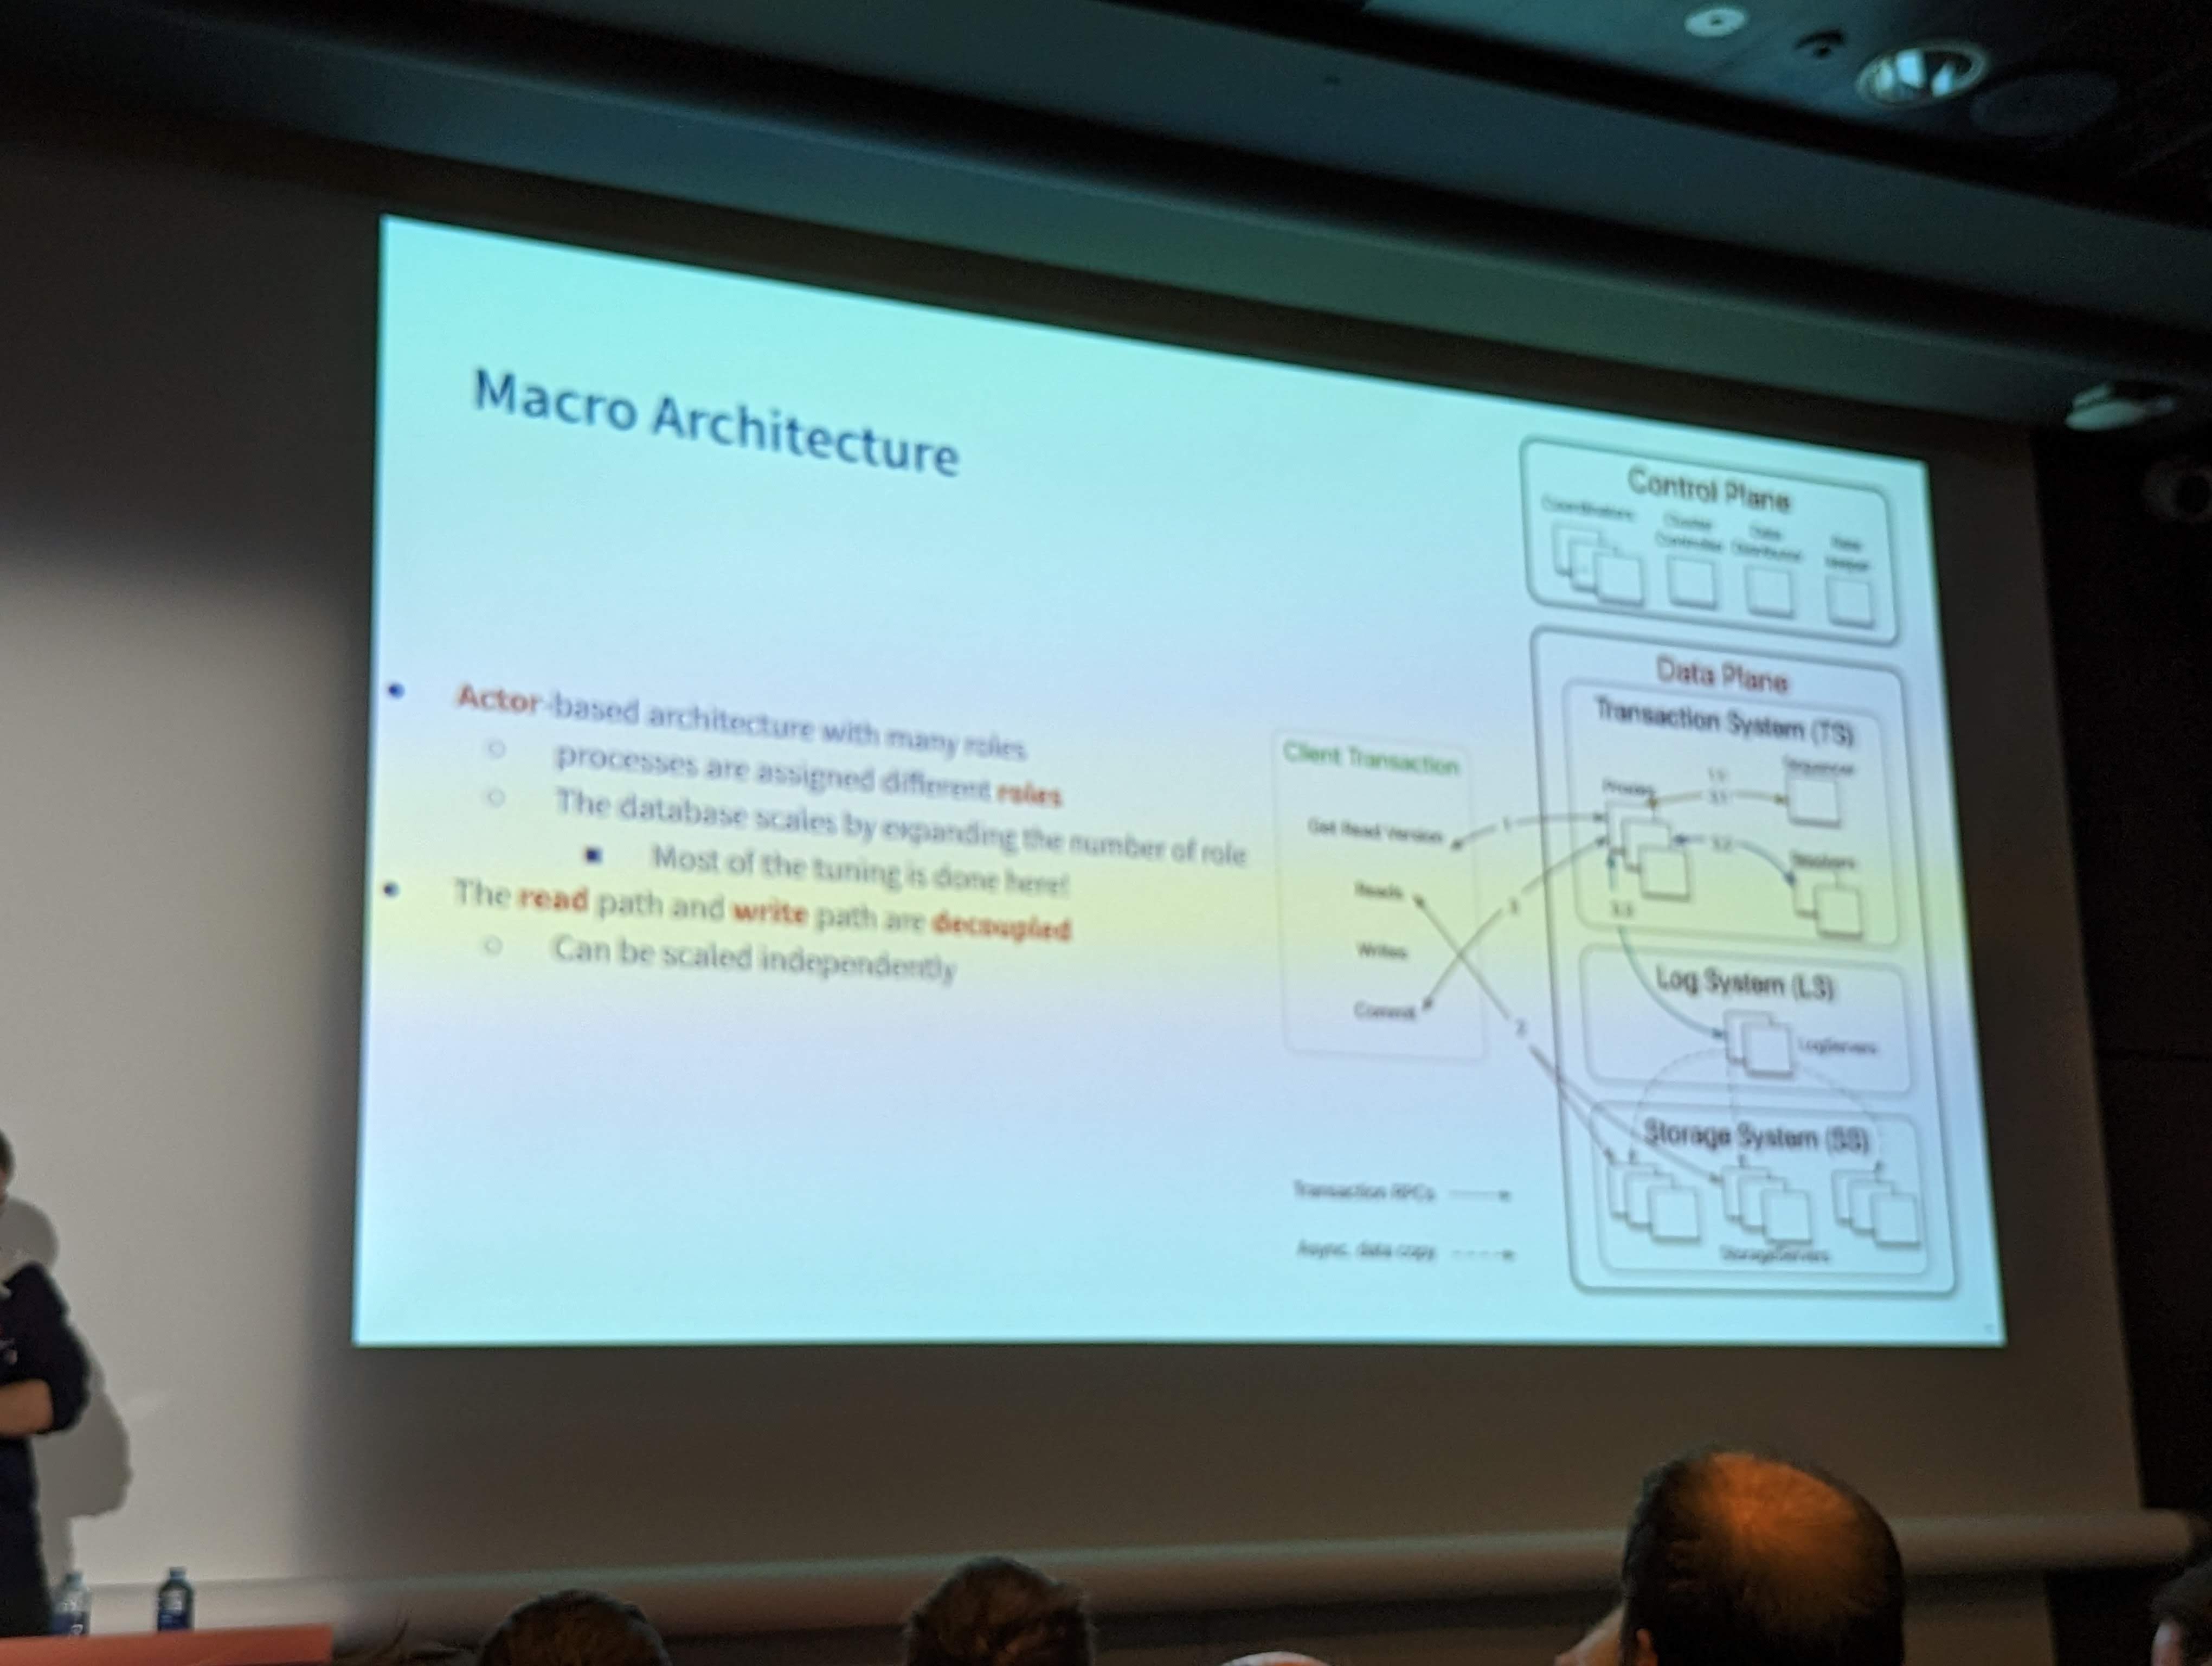 Macro Architecture
Actor-based architecture with many roles
processes are assigned different roles
The database scales by expanding the number of role
Most of the tuning is done here!
The read path and write path are decoupled
Can be scaled independently
Control Plane
Coordinators
Cluster Controller
Data Distributor
Data Plane
Transaction System (TS)
Sequencer
Proxies
1.1
3.1
3.2
Resolvers
3.3
Client Transaction
Get Read Version
1
Reads
3
Writes
Commit
2
Log System (LS)
LogServers
Storage System (SS)
StorageServers
Transaction RPCs
Async. data copy